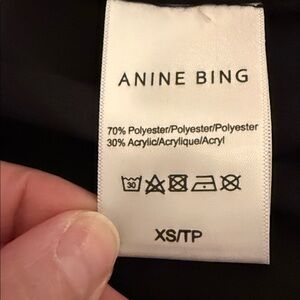 ANINE BING
70% Polyester/Polyester/Polyester
30% Acrylic/Acrylique/Acryl
30
XS/TP